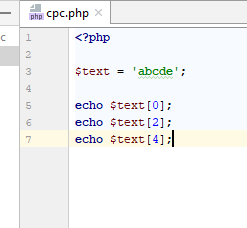 php cpc.php ×
c
1 <?php
2
3 $text = 'abcde';
4
5 echo $text[0];
6 echo $text[2];
7 echo $text[4];